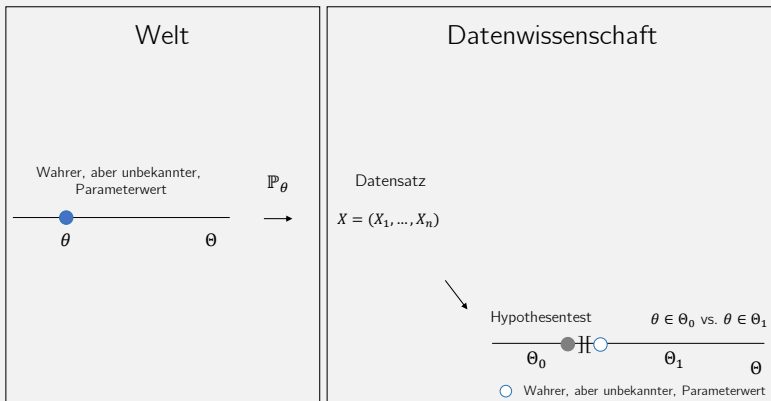 Welt
Wahrer, aber unbekannter,
Parameterwert
θ
Θ
ℙ_θ
Datenwissenschaft
Datensatz
X = (X_1, ..., X_n)
Hypothesentest
θ ∈ Θ_0 vs. θ ∈ Θ_1
][
Θ_0
Θ_1
Θ
Wahrer, aber unbekannter, Parameterwert